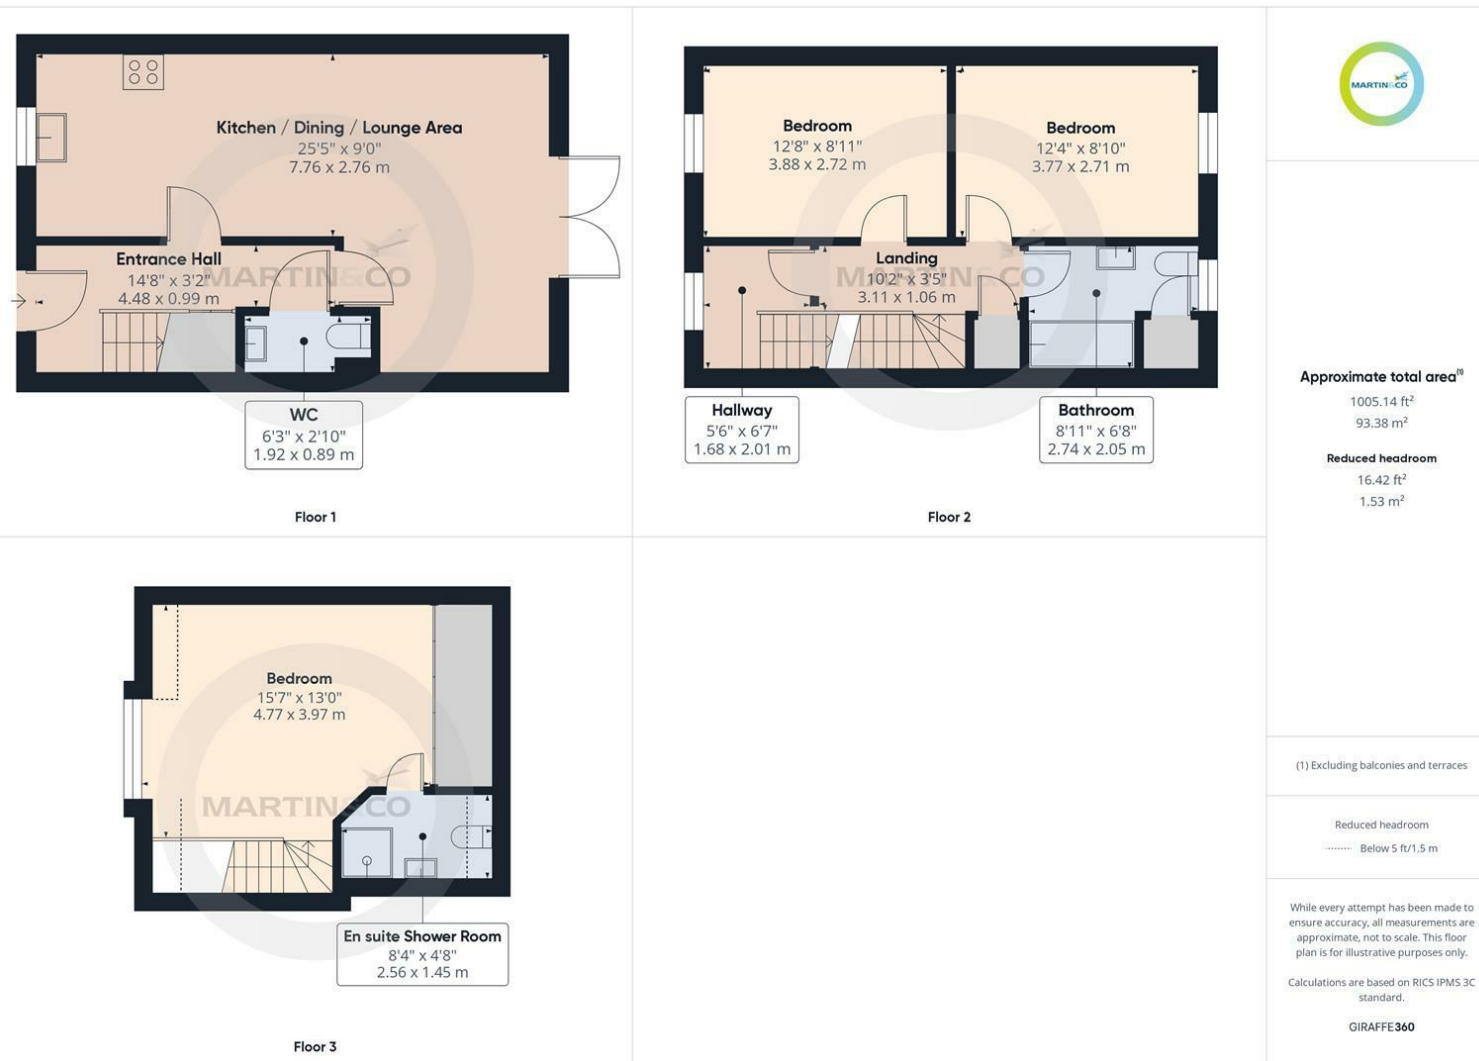 Kitchen / Dining / Lounge Area
25'5" x 9'0"
7.76 x 2.76 m
Entrance Hall
14'8" x 3'2"
4.48 x 0.99 m
MARTIN&CO
WC
6'3" x 2'10"
1.92 x 0.89 m
Floor 1
Bedroom
12'8" x 8'11"
3.88 x 2.72 m
Bedroom
12'4" x 8'10"
3.77 x 2.71 m
Landing
10'2" x 3'5"
3.11 x 1.06 m
MARTIN&CO
Hallway
5'6" x 6'7"
1.68 x 2.01 m
Bathroom
8'11" x 6'8"
2.74 x 2.05 m
Floor 2
Bedroom
15'7" x 13'0"
4.77 x 3.97 m
MARTIN&CO
En suite Shower Room
8'4" x 4'8"
2.56 x 1.45 m
Floor 3
MARTIN&CO
Approximate total area⁽¹⁾
1005.14 ft²
93.38 m²
Reduced headroom
16.42 ft²
1.53 m²
(1) Excluding balconies and terraces
Reduced headroom
Below 5 ft/1.5 m
While every attempt has been made to
ensure accuracy, all measurements are
approximate, not to scale. This floor
plan is for illustrative purposes only.
Calculations are based on RICS IPMS 3C
standard.
GIRAFFE360